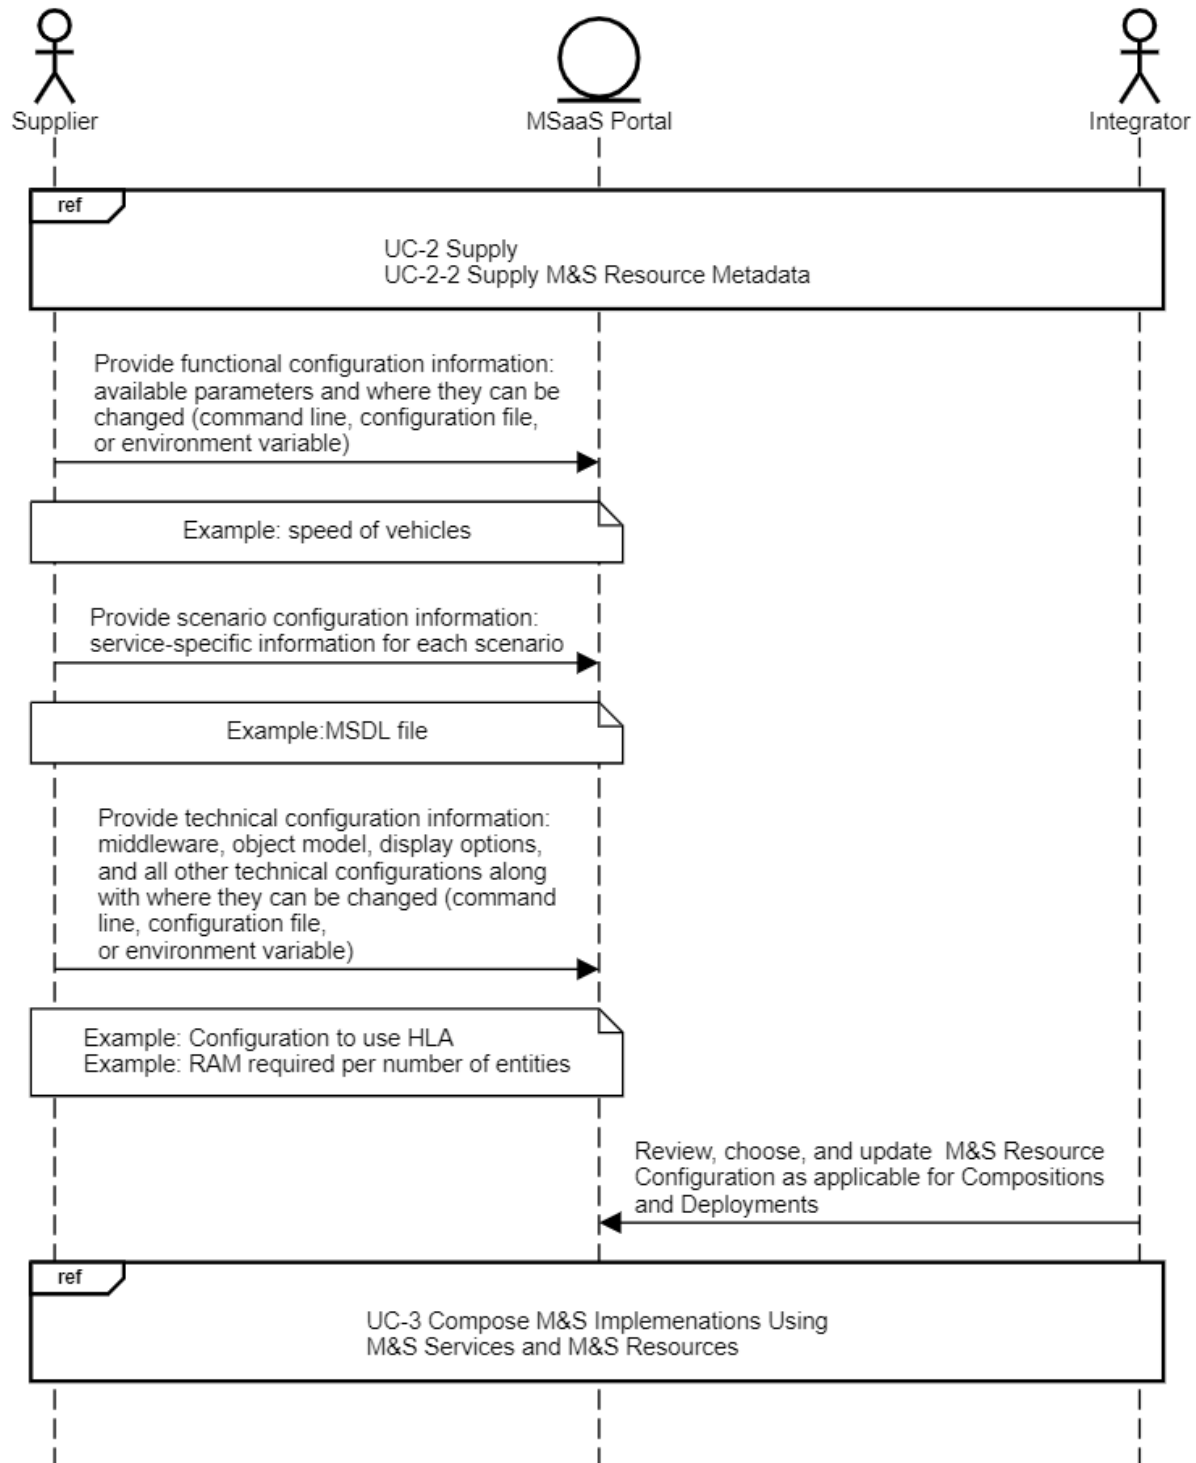 Supplier
MSaaS Portal
Integrator
ref
UC-2 Supply
UC-2-2 Supply M&S Resource Metadata
Provide functional configuration information:
available parameters and where they can be
changed (command line, configuration file,
or environment variable)
Example: speed of vehicles
Provide scenario configuration information:
service-specific information for each scenario
Example:MSDL file
Provide technical configuration information:
middleware, object model, display options,
and all other technical configurations along
with where they can be changed (command
line, configuration file,
or environment variable)
Example: Configuration to use HLA
Example: RAM required per number of entities
Review, choose, and update  M&S Resource
Configuration as applicable for Compositions
and Deployments
ref
UC-3 Compose M&S Implemenations Using
M&S Services and M&S Resources